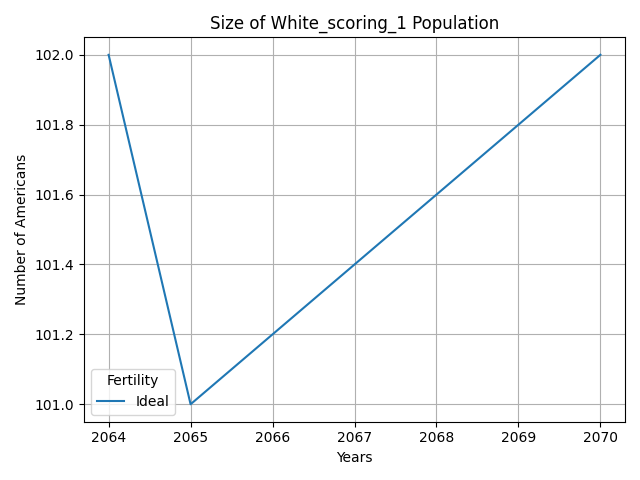 Size of White_scoring_1 Population
Number of Americans
102.0
101.8
101.6
101.4
101.2
101.0
Fertility
Ideal
2064 2065 2066 2067 2068 2069 2070
Years